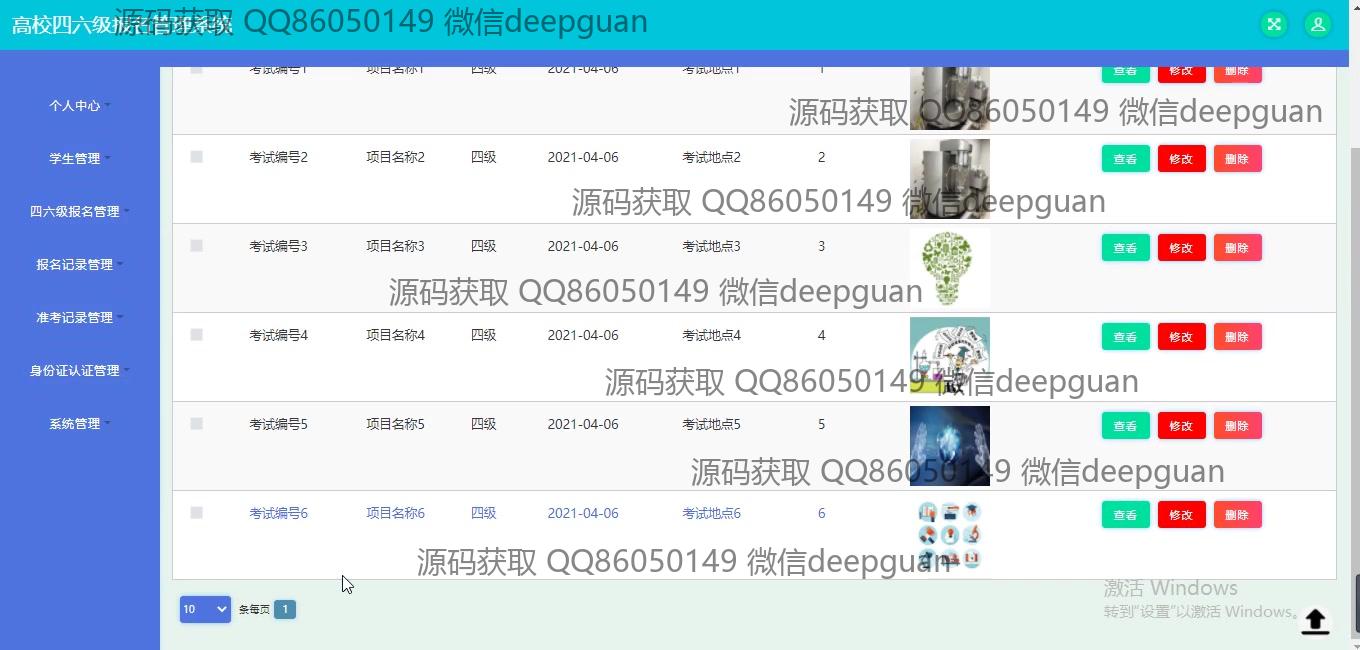 高校四六级报名管理系统
源码获取 QQ86050149 微信deepguan
个人中心
学生管理
四六级报名管理
报名记录管理
准考记录管理
身份证认证管理
系统管理
考试编号1 项目名称1 四级 2021-04-06 考试地点1 1 查看 修改 删除
源码获取 QQ86050149 微信deepguan
考试编号2 项目名称2 四级 2021-04-06 考试地点2 2 查看 修改 删除
源码获取 QQ86050149 微信deepguan
考试编号3 项目名称3 四级 2021-04-06 考试地点3 3 查看 修改 删除
源码获取 QQ86050149 微信deepguan
考试编号4 项目名称4 四级 2021-04-06 考试地点4 4 查看 修改 删除
源码获取 QQ86050149 微信deepguan
考试编号5 项目名称5 四级 2021-04-06 考试地点5 5 查看 修改 删除
源码获取 QQ86050149 微信deepguan
考试编号6 项目名称6 四级 2021-04-06 考试地点6 6 查看 修改 删除
源码获取 QQ86050149 微信deepguan
10 条每页 1
激活 Windows
转到"设置"以激活 Windows。